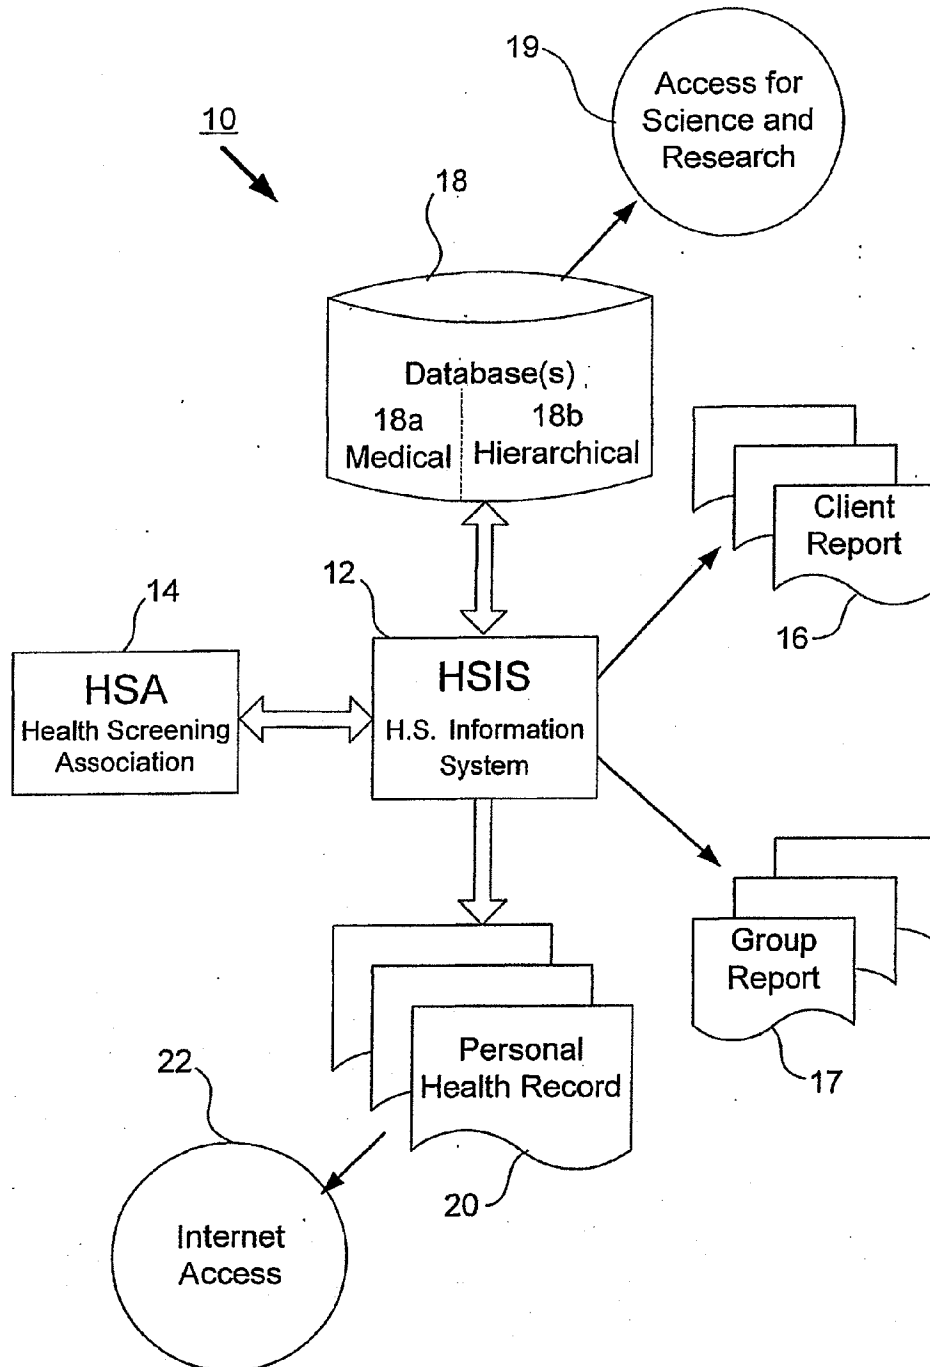 19
Access for
Science and
Research
10
18
Database(s)
18a
Medical
18b
Hierarchical
Client
Report
16
14
12
HSA
Health Screening
Association
HSIS
H.S. Information
System
Group
Report
17
Personal
Health Record
20
22
Internet
Access